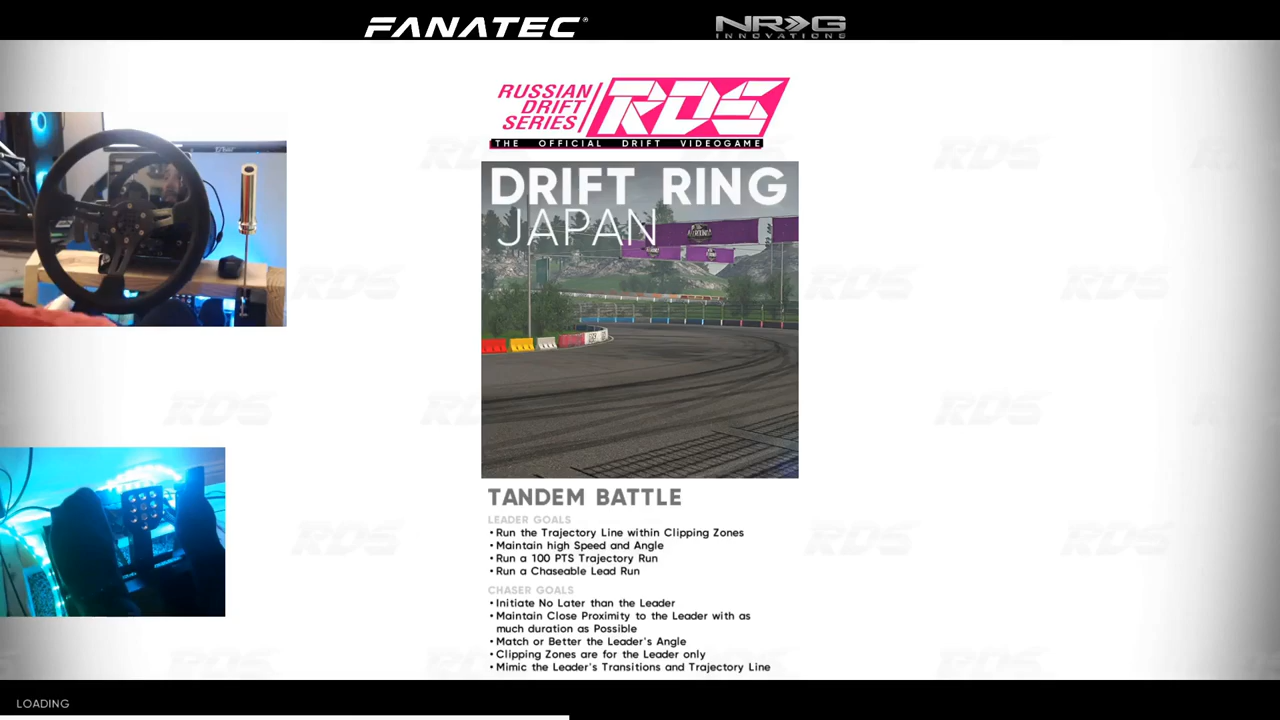 FANATEC®
NRG
INNOVATIONS
RUSSIAN
DRIFT
SERIES
RDS
THE OFFICIAL DRIFT VIDEOGAME
DRIFT RING
JAPAN
TANDEM BATTLE
LEADER GOALS
• Run the Trajectory Line within Clipping Zones
• Maintain high Speed and Angle
• Run a 100 PTS Trajectory Run
• Run a Chaseable Lead Run
CHASER GOALS
• Initiate No Later than the Leader
• Maintain Close Proximity to the Leader with as
much duration as Possible
• Match or Better the Leader's Angle
• Clipping Zones are for the Leader only
• Mimic the Leader's Transitions and Trajectory Line
LOADING